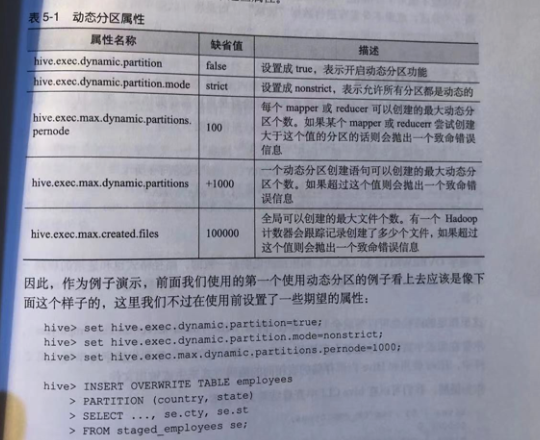 表 5-1 动态分区属性
属性名称 缺省值 描述
hive.exec.dynamic.partition false 设置成 true，表示开启动态分区功能
hive.exec.dynamic.partition.mode strict 设置成 nonstrict，表示允许所有分区都是动态的
hive.exec.max.dynamic.partitions.
pernode
100
每个 mapper 或 reducer 可以创建的最大动态分
区个数。如果某个 mapper 或 reducerr 尝试创建
大于这个值的分区的话则会抛出一个致命错误
信息
hive.exec.max.dynamic.partitions
+1000
一个动态分区创建语句可以创建的最大动态分
区个数。如果超过这个值则会抛出一个致命错
误信息
hive.exec.max.created.files
100000
全局可以创建的最大文件个数。有一个 Hadoop
计数器会跟踪记录创建了多少个文件，如果超过
这个值则会抛出一个致命错误信息
因此，作为例子演示，前面我们使用的第一个使用动态分区的例子看上去应该是像下
面这个样子的，这里我们不过在使用前设置了一些期望的属性：
hive> set hive.exec.dynamic.partition=true;
hive> set hive.exec.dynamic.partition.mode=nonstrict;
hive> set hive.exec.max.dynamic.partitions.pernode=1000;
hive> INSERT OVERWRITE TABLE employees
> PARTITION (country, state)
> SELECT ..., se.cty, se.st
> FROM staged_employees se;